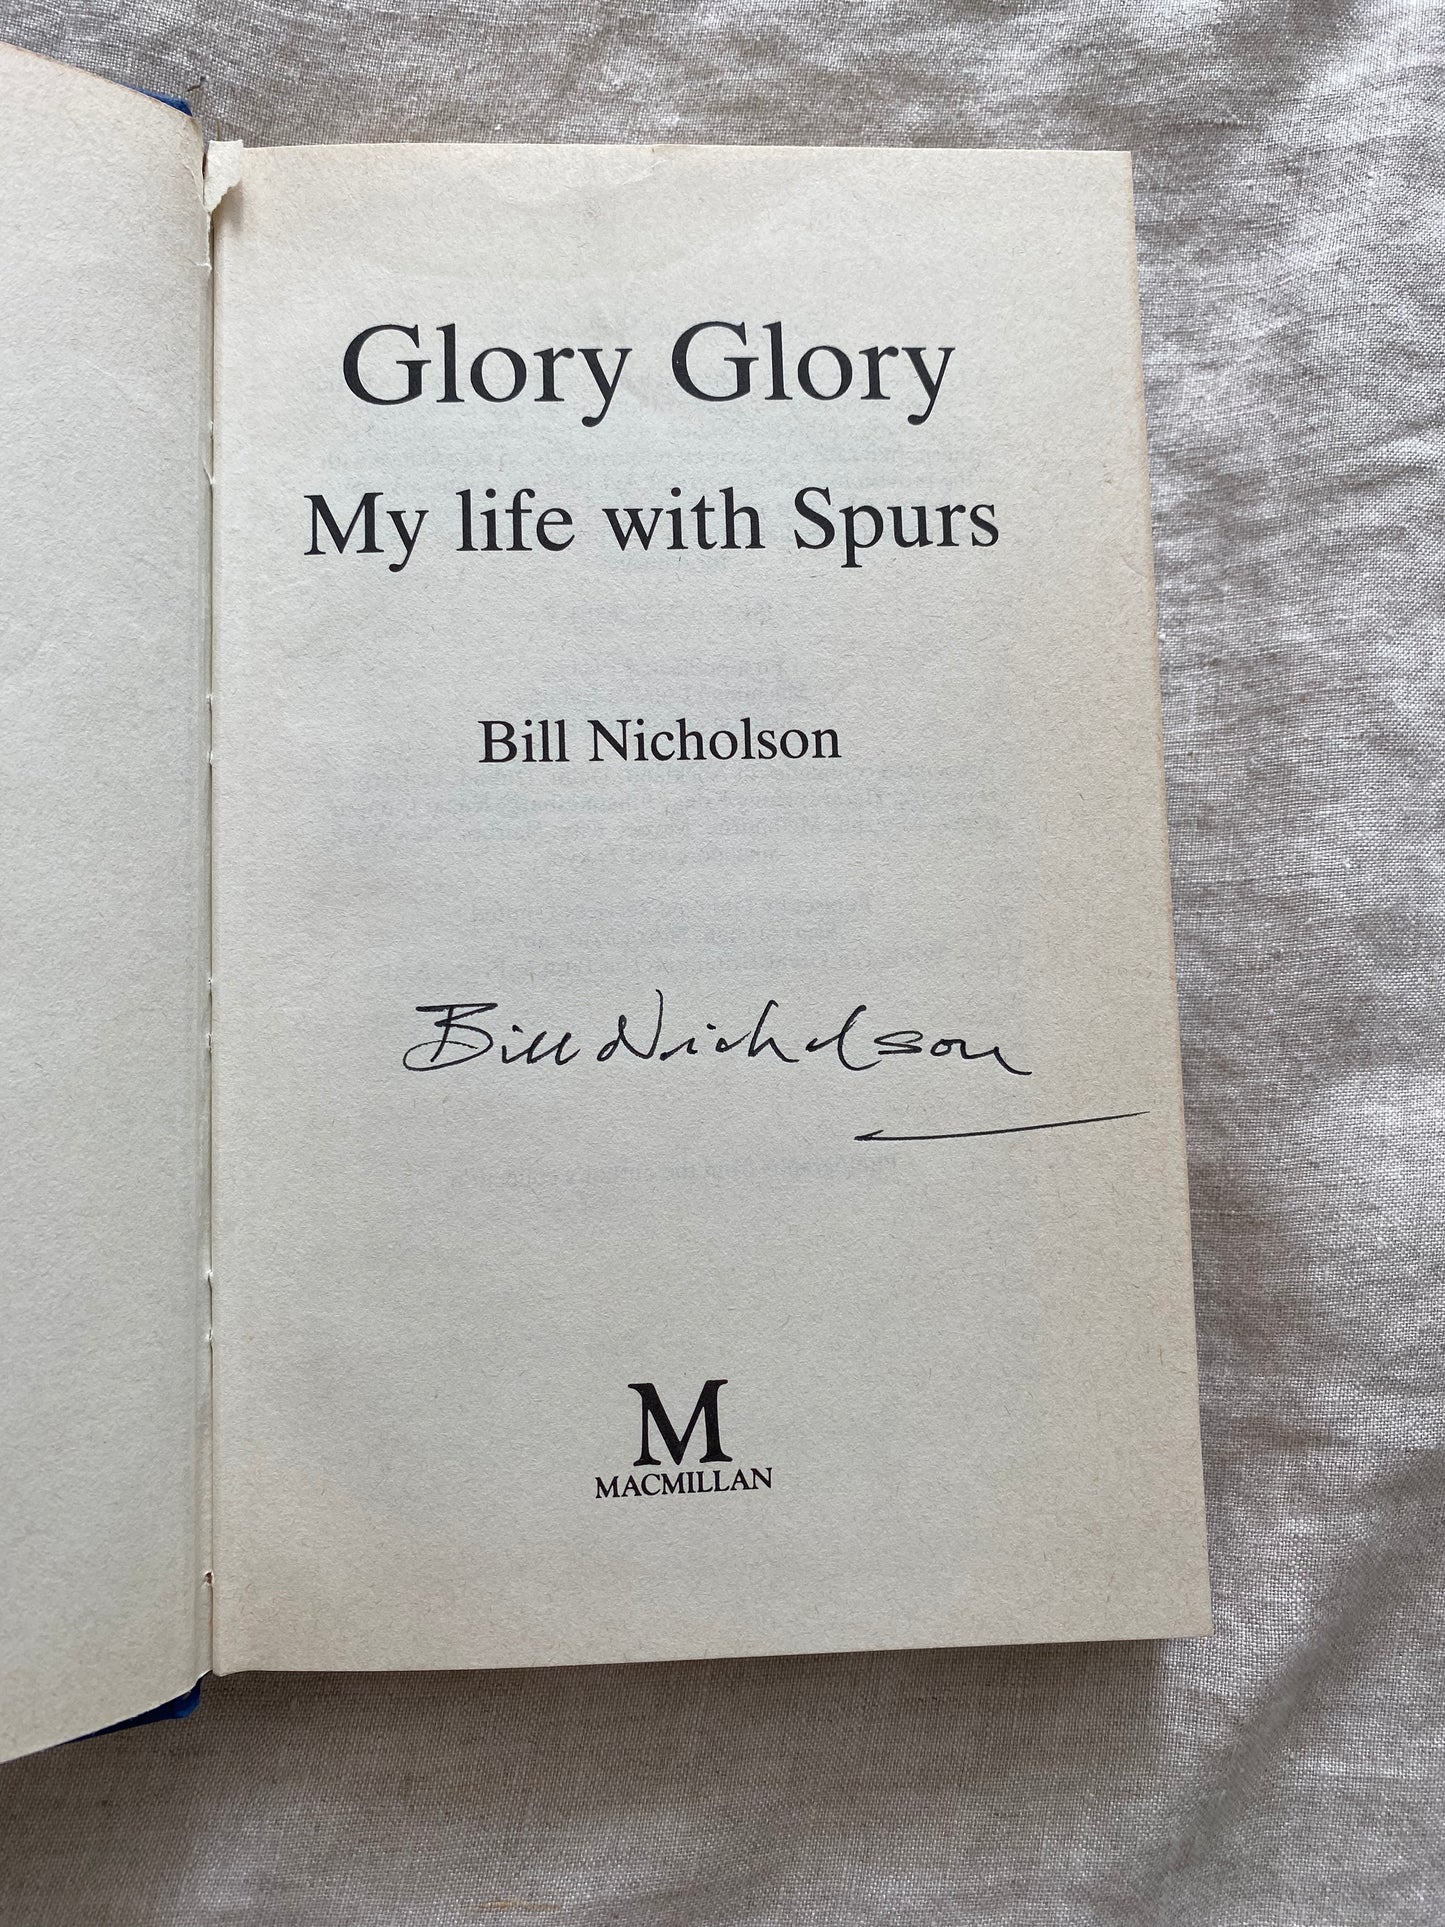 Glory Glory
My life with Spurs
Bill Nicholson
Bill Nicholson
M
MACMILLAN